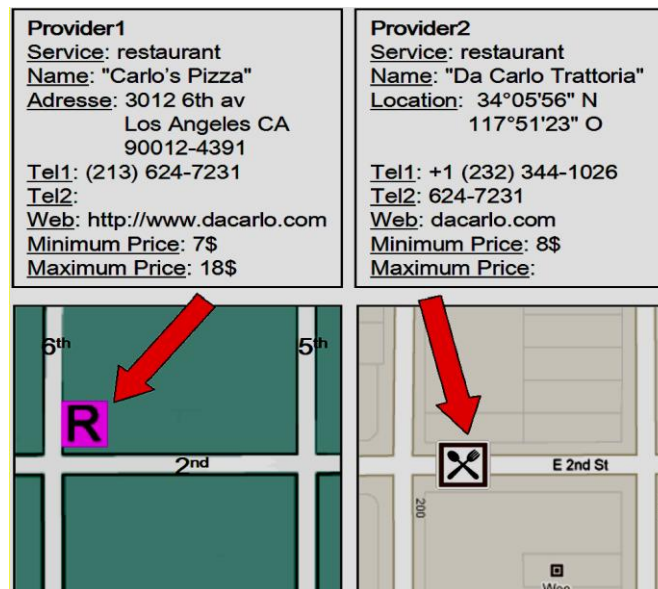 Provider1
Service: restaurant
Name: "Carlo's Pizza"
Adresse: 3012 6th av
Los Angeles CA
90012-4391
Tel1: (213) 624-7231
Tel2:
Web: http://www.dacarlo.com
Minimum Price: 7$
Maximum Price: 18$
Provider2
Service: restaurant
Name: "Da Carlo Trattoria"
Location: 34°05'56" N
117°51'23" O
Tel1: +1 (232) 344-1026
Tel2: 624-7231
Web: dacarlo.com
Minimum Price: 8$
Maximum Price:
6th
5th
R
2nd
E 2nd St
200